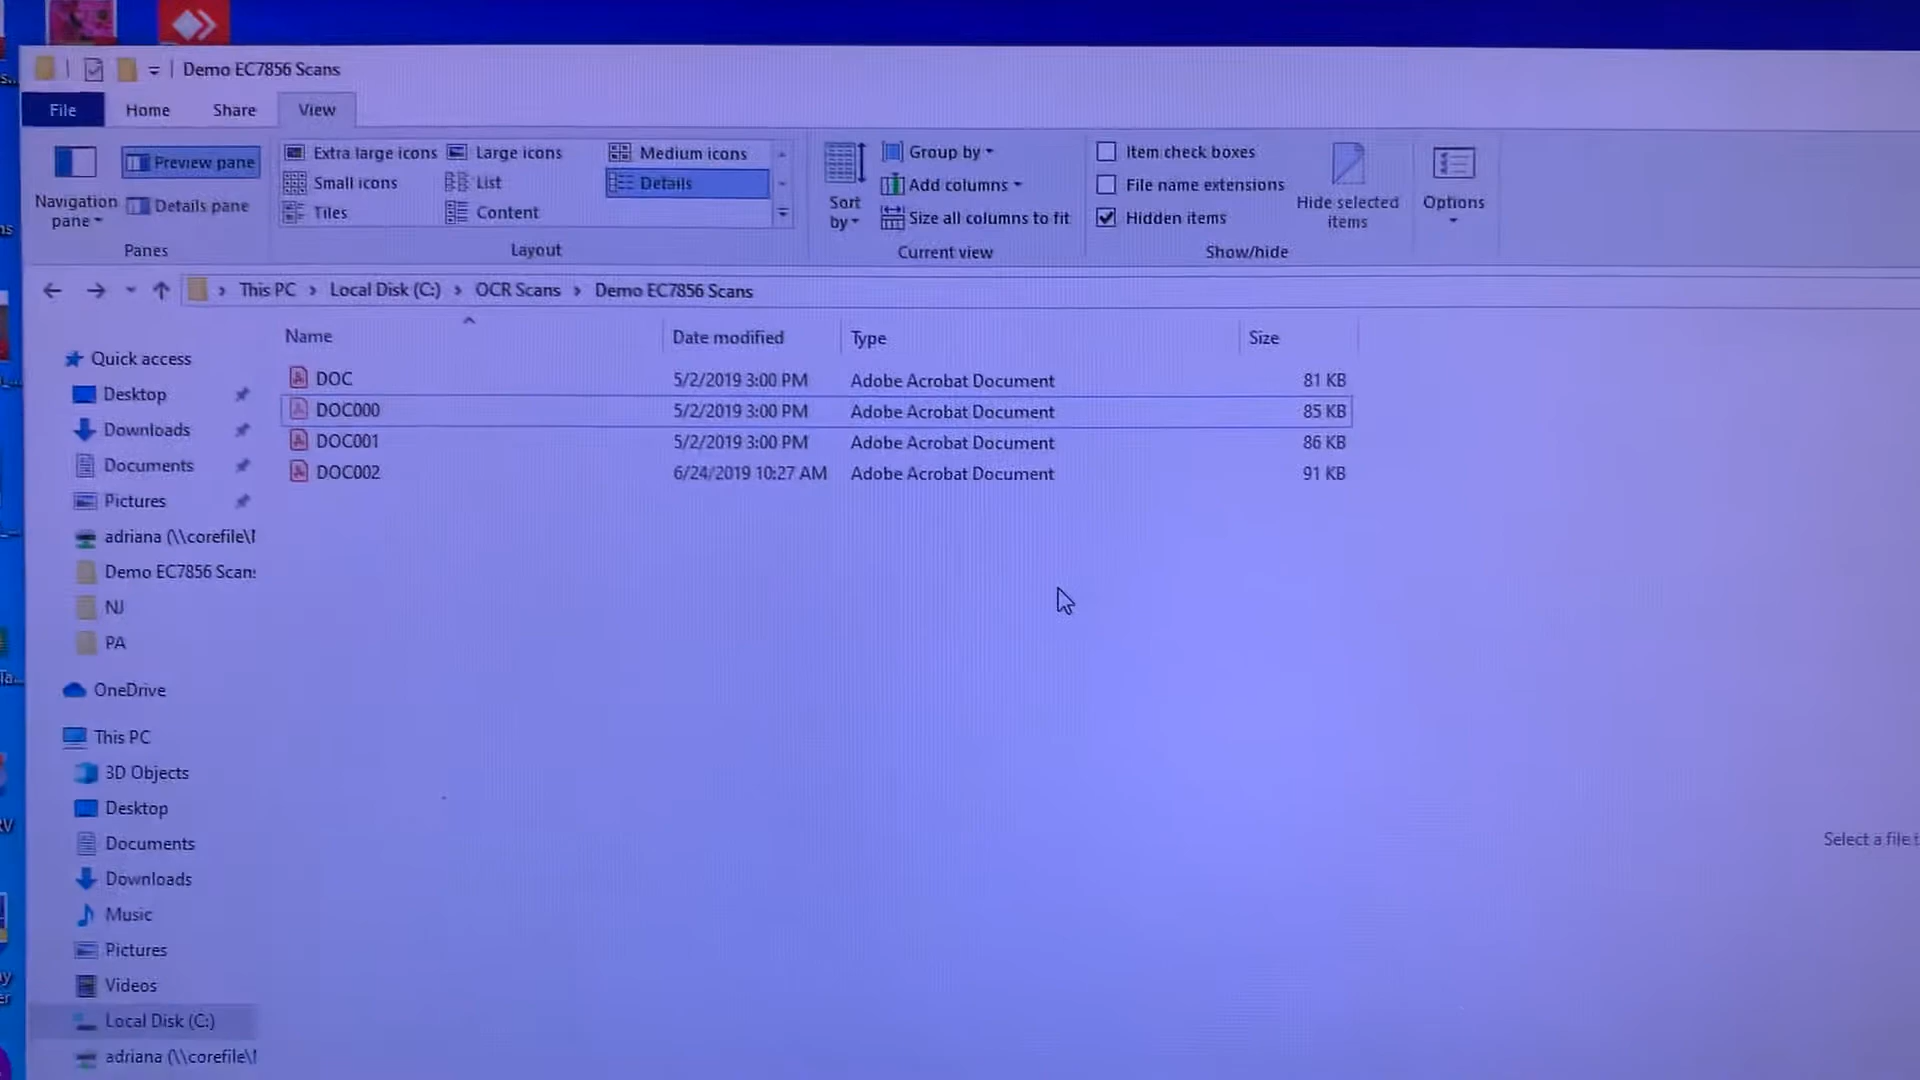 Demo EC7856 Scans
File Home Share View
Navigation pane
Preview pane
Details pane
Panes
Extra large icons Large icons Medium icons
Small icons List Details
Tiles Content
Layout
Sort by
Group by
Add columns
Size all columns to fit
Current view
Item check boxes
File name extensions
Hidden items
Hide selected items
Show/hide
Options
This PC > Local Disk (C:) > OCR Scans > Demo EC7856 Scans
Name Date modified Type Size
DOC 5/2/2019 3:00 PM Adobe Acrobat Document 81 KB
DOC000 5/2/2019 3:00 PM Adobe Acrobat Document 85 KB
DOC001 5/2/2019 3:00 PM Adobe Acrobat Document 86 KB
DOC002 6/24/2019 10:27 AM Adobe Acrobat Document 91 KB
Quick access
Desktop
Downloads
Documents
Pictures
adriana (\\corefile\
Demo EC7856 Scan
NJ
PA
OneDrive
This PC
3D Objects
Desktop
Documents
Downloads
Music
Pictures
Videos
Local Disk (C:)
adriana (\\corefile\
Select a file